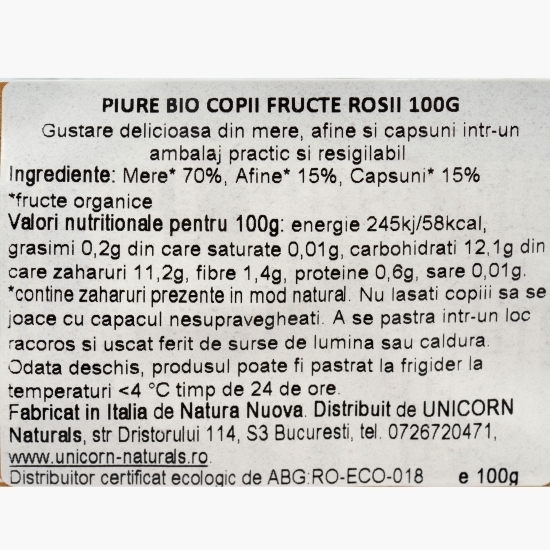 PIURE BIO COPII FRUCTE ROSII 100G
Gustare delicioasa din mere, afine si capsuni intr-un
ambalaj practic si resigilabil
Ingrediente: Mere* 70%, Afine* 15%, Capsuni* 15%
*fructe organice
Valori nutritionale pentru 100g: energie 245kj/58kcal,
grasimi 0,2g din care saturate 0,01g, carbohidrati 12,1g din
care zaharuri 11,2g, fibre 1,4g, proteine 0,6g, sare 0,01g.
*contine zaharuri prezente in mod natural. Nu lasati copiii sa se
joace cu capacul nesupravegheati. A se pastra intr-un loc
racoros si uscat ferit de surse de lumina sau caldura.
Odata deschis, produsul poate fi pastrat la frigider la
temperaturi <4 °C timp de 24 de ore.
Fabricat in Italia de Natura Nuova. Distribuit de UNICORN
Naturals, str Dristorului 114, S3 Bucuresti, tel. 0726720471,
www.unicorn-naturals.ro.
Distribuitor certificat ecologic de ABG:RO-ECO-018 e 100g